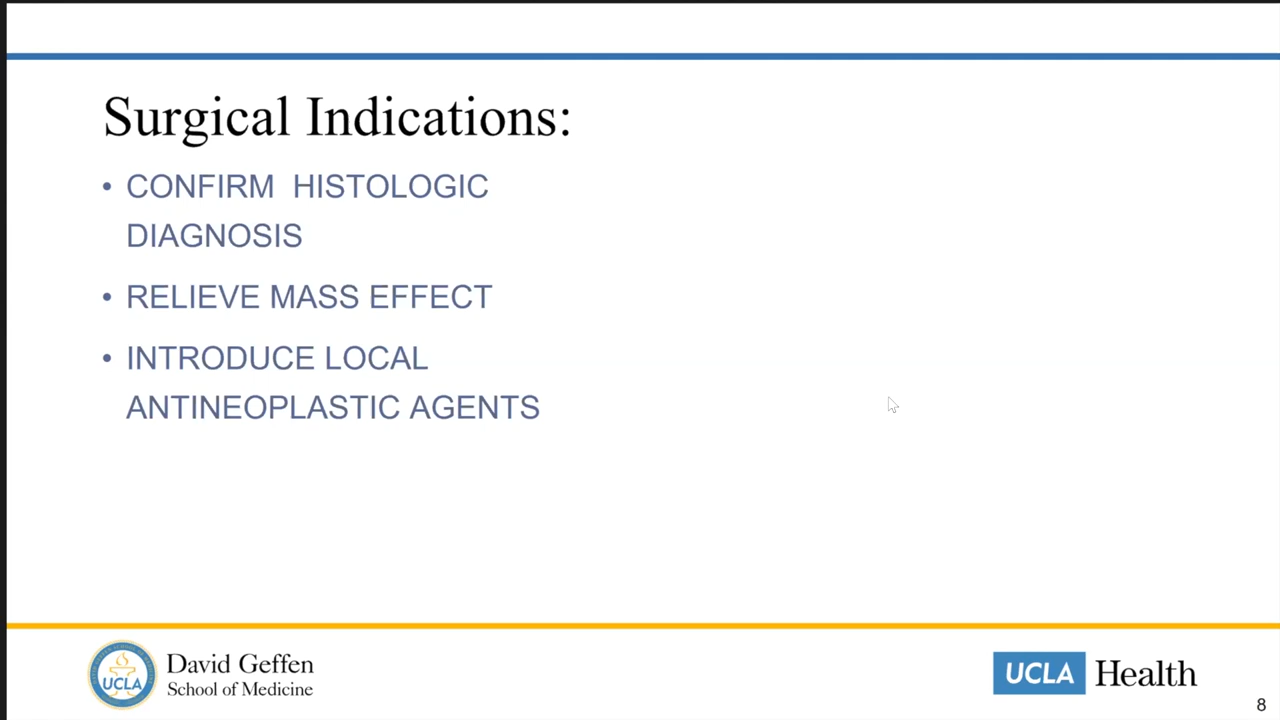 Surgical Indications:
• CONFIRM  HISTOLOGIC
DIAGNOSIS
• RELIEVE MASS EFFECT
• INTRODUCE LOCAL
ANTINEOPLASTIC AGENTS
UCLA
David Geffen
School of Medicine
UCLA Health
8